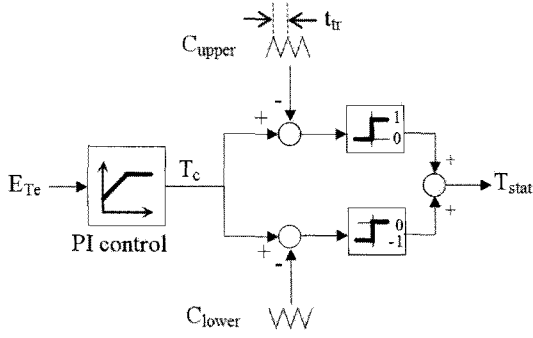 t_tr
C_upper
-
+
1
0
+
E_Te
T_c
T_stat
PI control
+
+
0
-1
-
C_lower